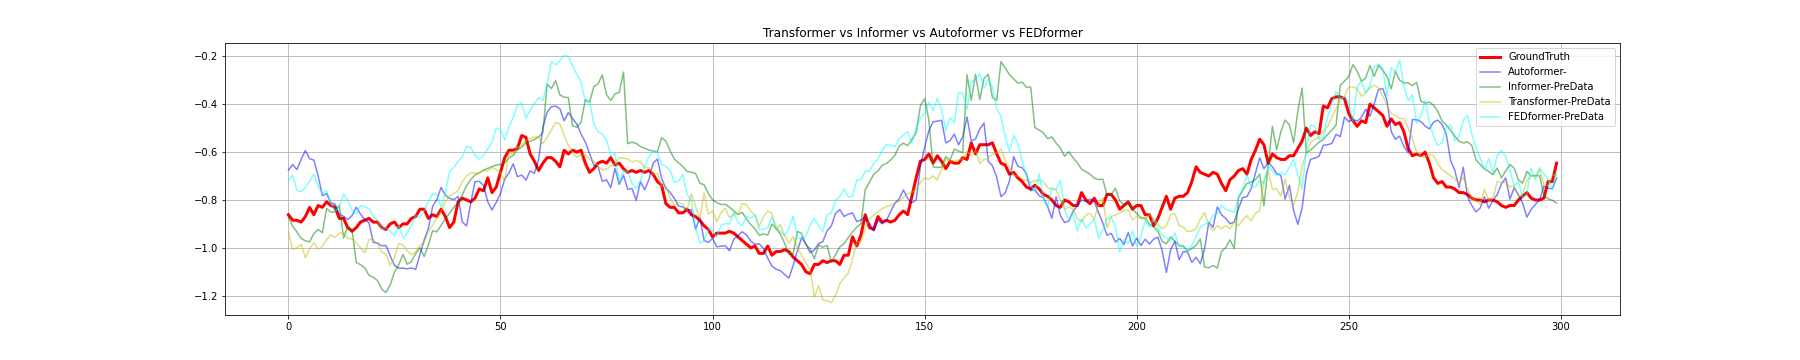 Transformer vs Informer vs Autoformer vs FEDformer
GroundTruth
Autoformer-
Informer-PreData
Transformer-PreData
FEDformer-PreData
−0.2
−0.4
−0.6
−0.8
−1.0
−1.2
0
50
100
150
200
250
300